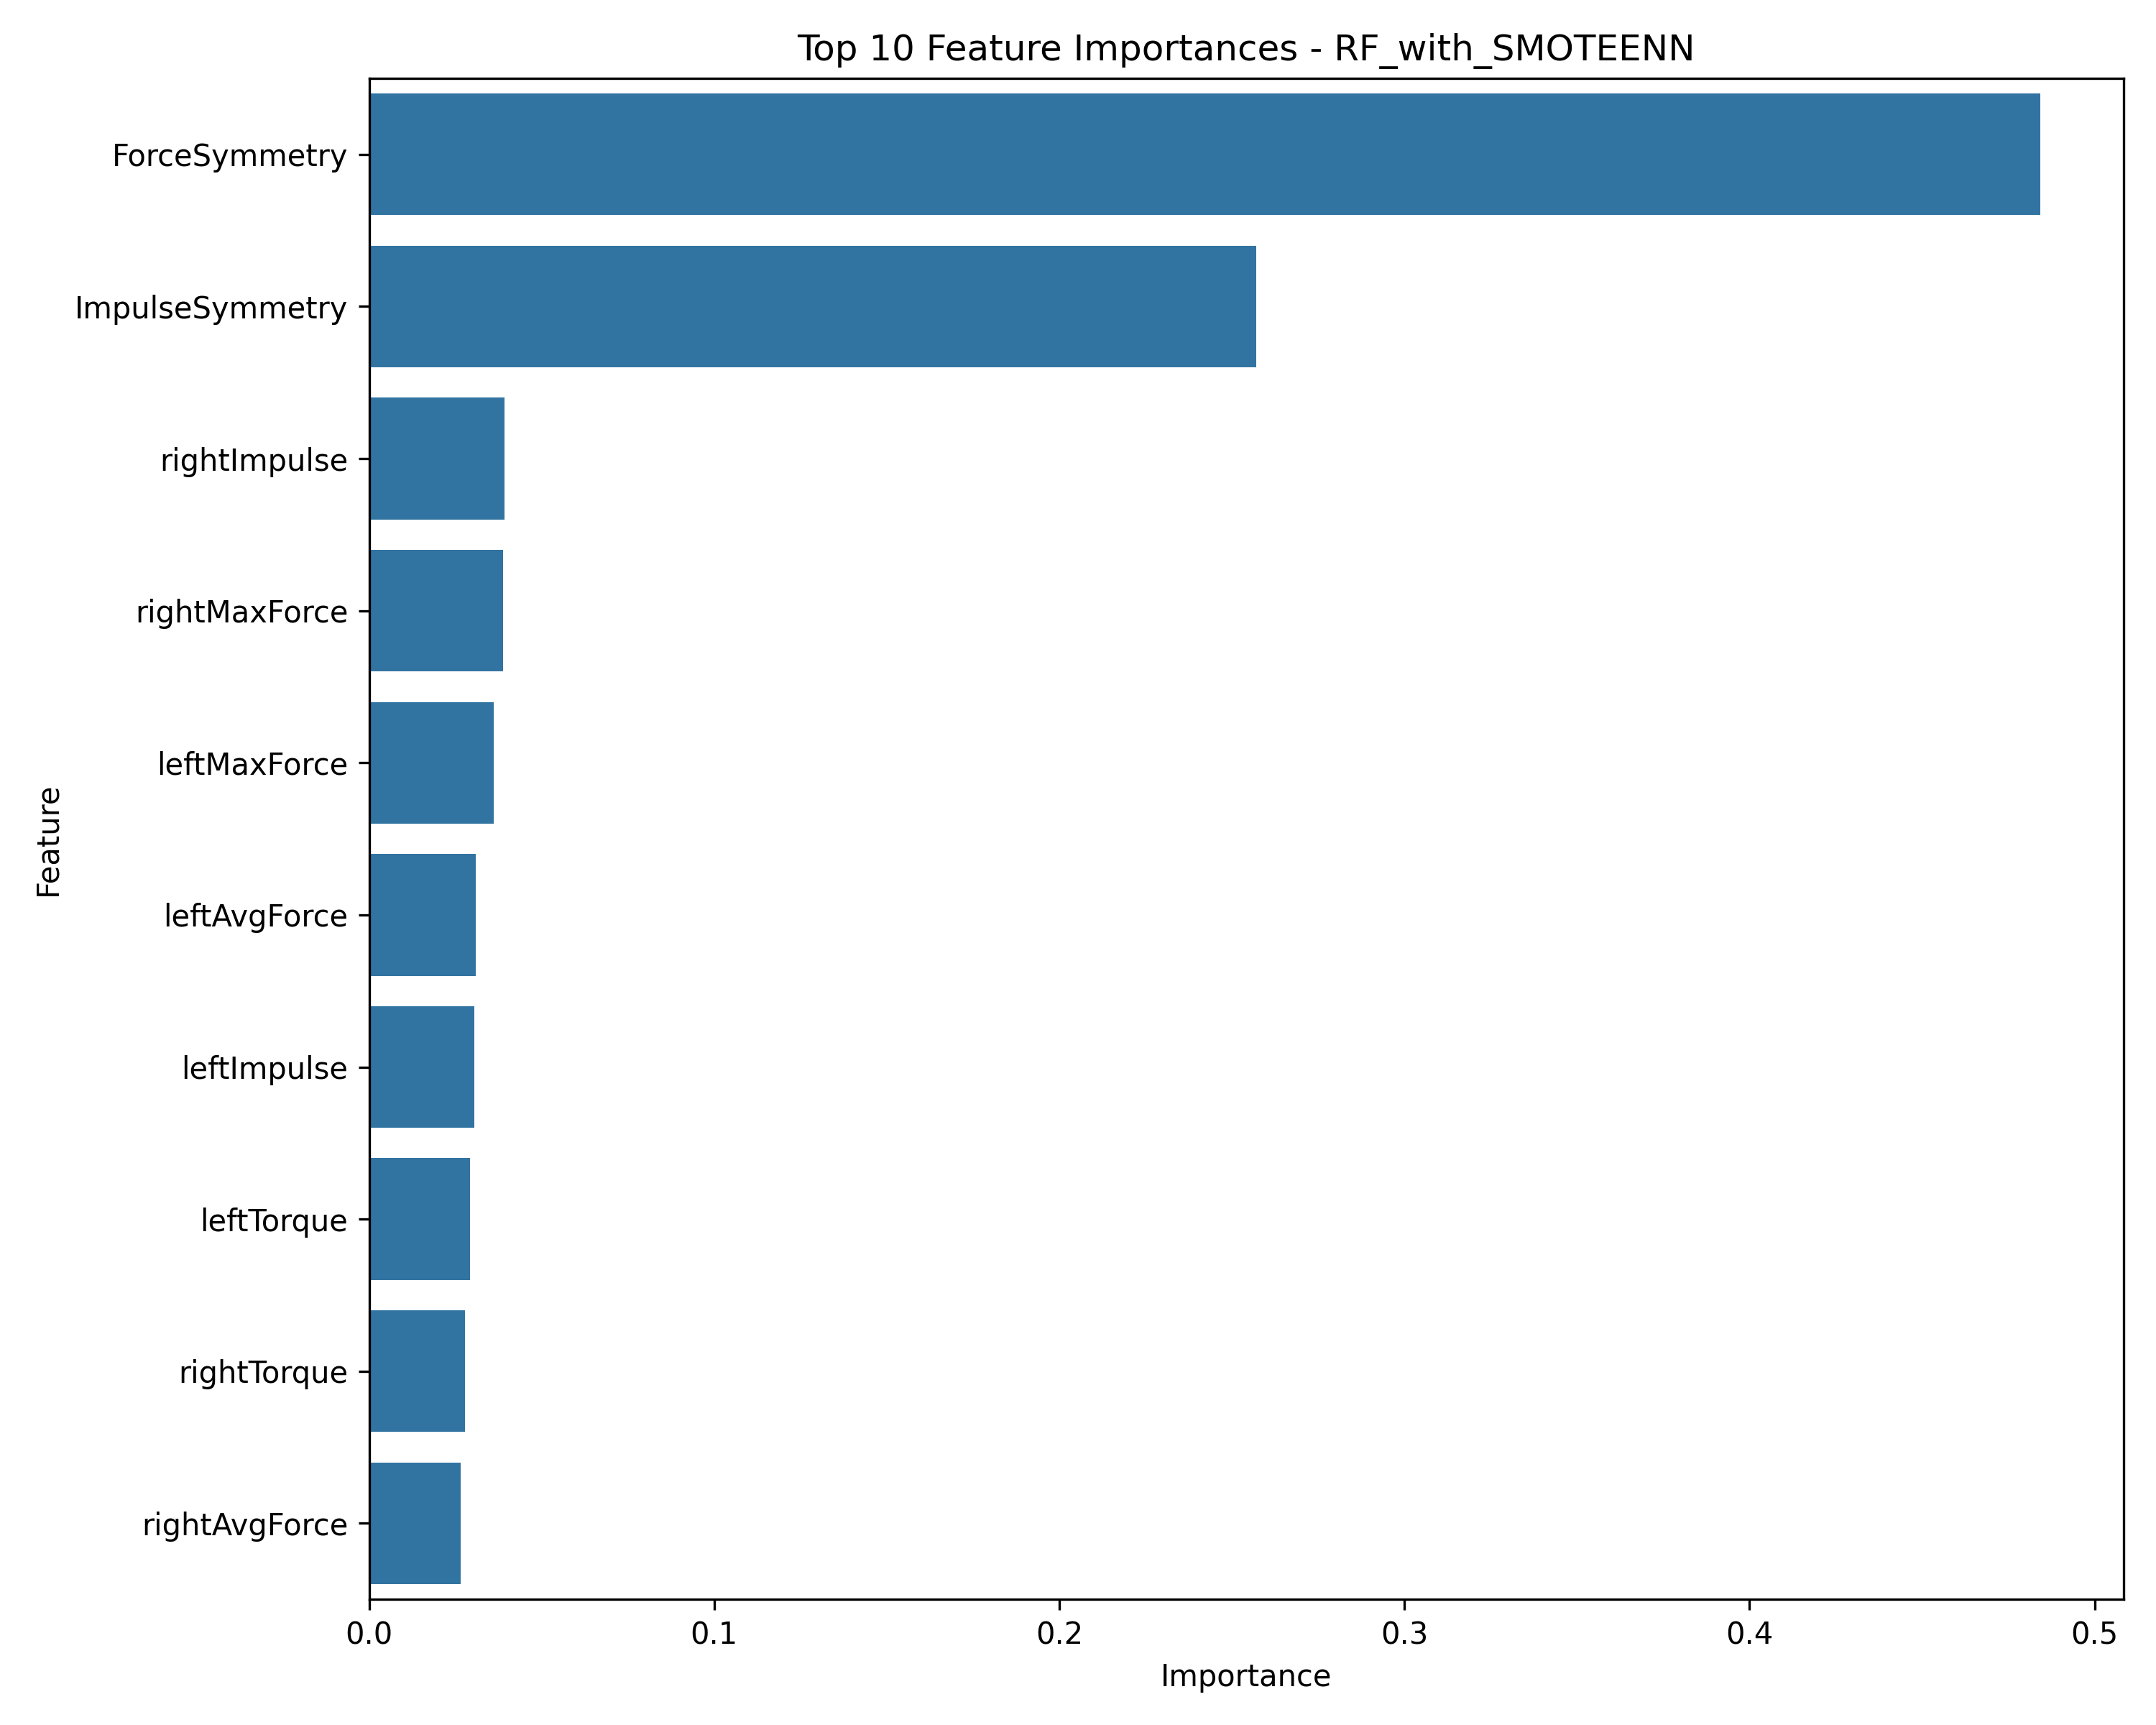 Top 10 Feature Importances - RF_with_SMOTEENN
ForceSymmetry
ImpulseSymmetry
rightImpulse
rightMaxForce
leftMaxForce
leftAvgForce
leftImpulse
leftTorque
rightTorque
rightAvgForce
Feature
0.0 0.1 0.2 0.3 0.4 0.5
Importance